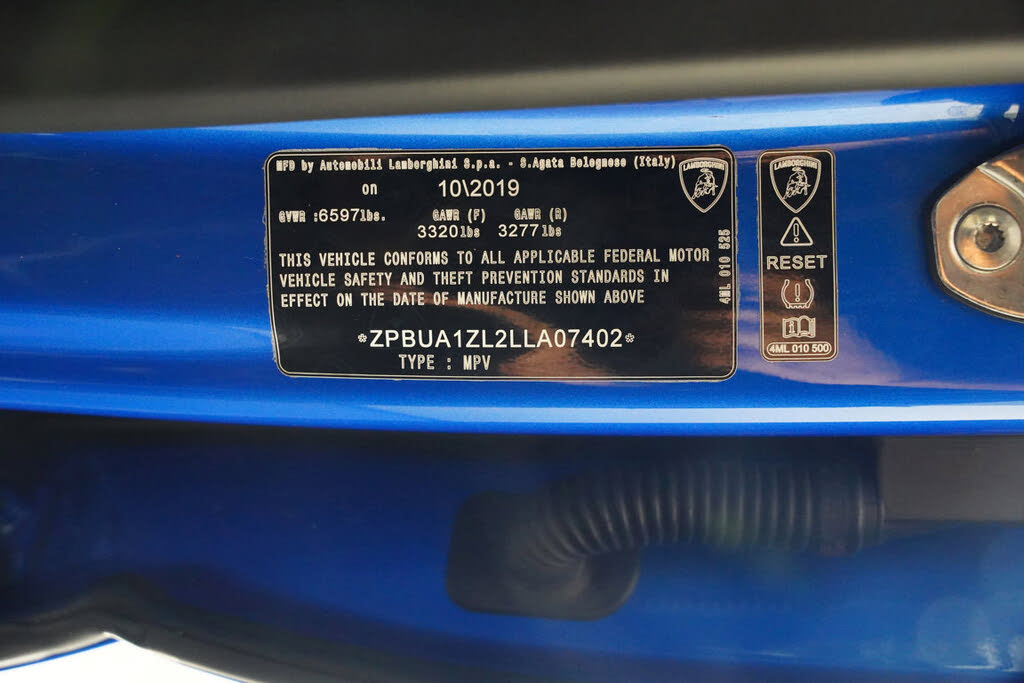 MFD by Automobili Lamborghini S.p.a. - S.Agata Bolognese (Italy)
on 10\2019
GVWR :6597lbs. GAWR (F) GAWR (R)
3320lbs 3277lbs
THIS VEHICLE CONFORMS TO ALL APPLICABLE FEDERAL MOTOR
VEHICLE SAFETY AND THEFT PREVENTION STANDARDS IN
EFFECT ON THE DATE OF MANUFACTURE SHOWN ABOVE
*ZPBUA1ZL2LLA07402*
TYPE : MPV
LAMBORGHINI
4ML 010 525
LAMBORGHINI
RESET
4ML 010 500